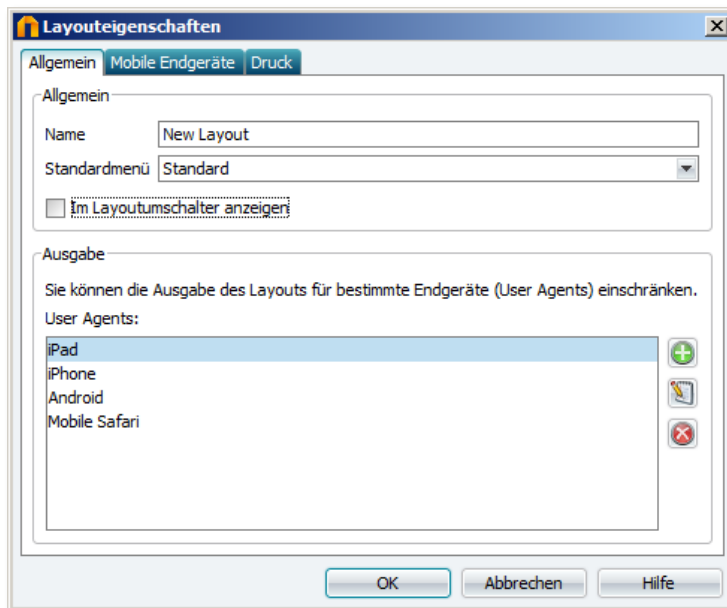 Layouteigenschaften
Allgemein Mobile Endgeräte Druck
Allgemein
Name New Layout
Standardmenü Standard
Im Layoutumschalter anzeigen
Ausgabe
Sie können die Ausgabe des Layouts für bestimmte Endgeräte (User Agents) einschränken.
User Agents:
iPad
iPhone
Android
Mobile Safari
OK Abbrechen Hilfe